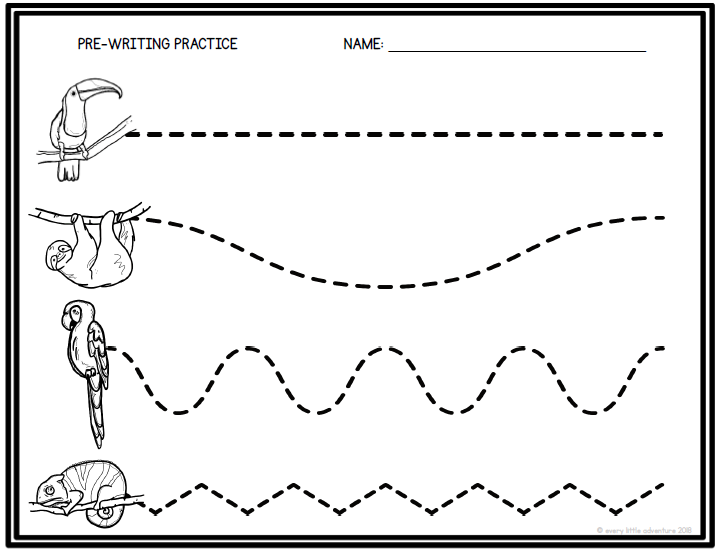 PRE-WRITING PRACTICE
NAME:
© every little adventure 2018